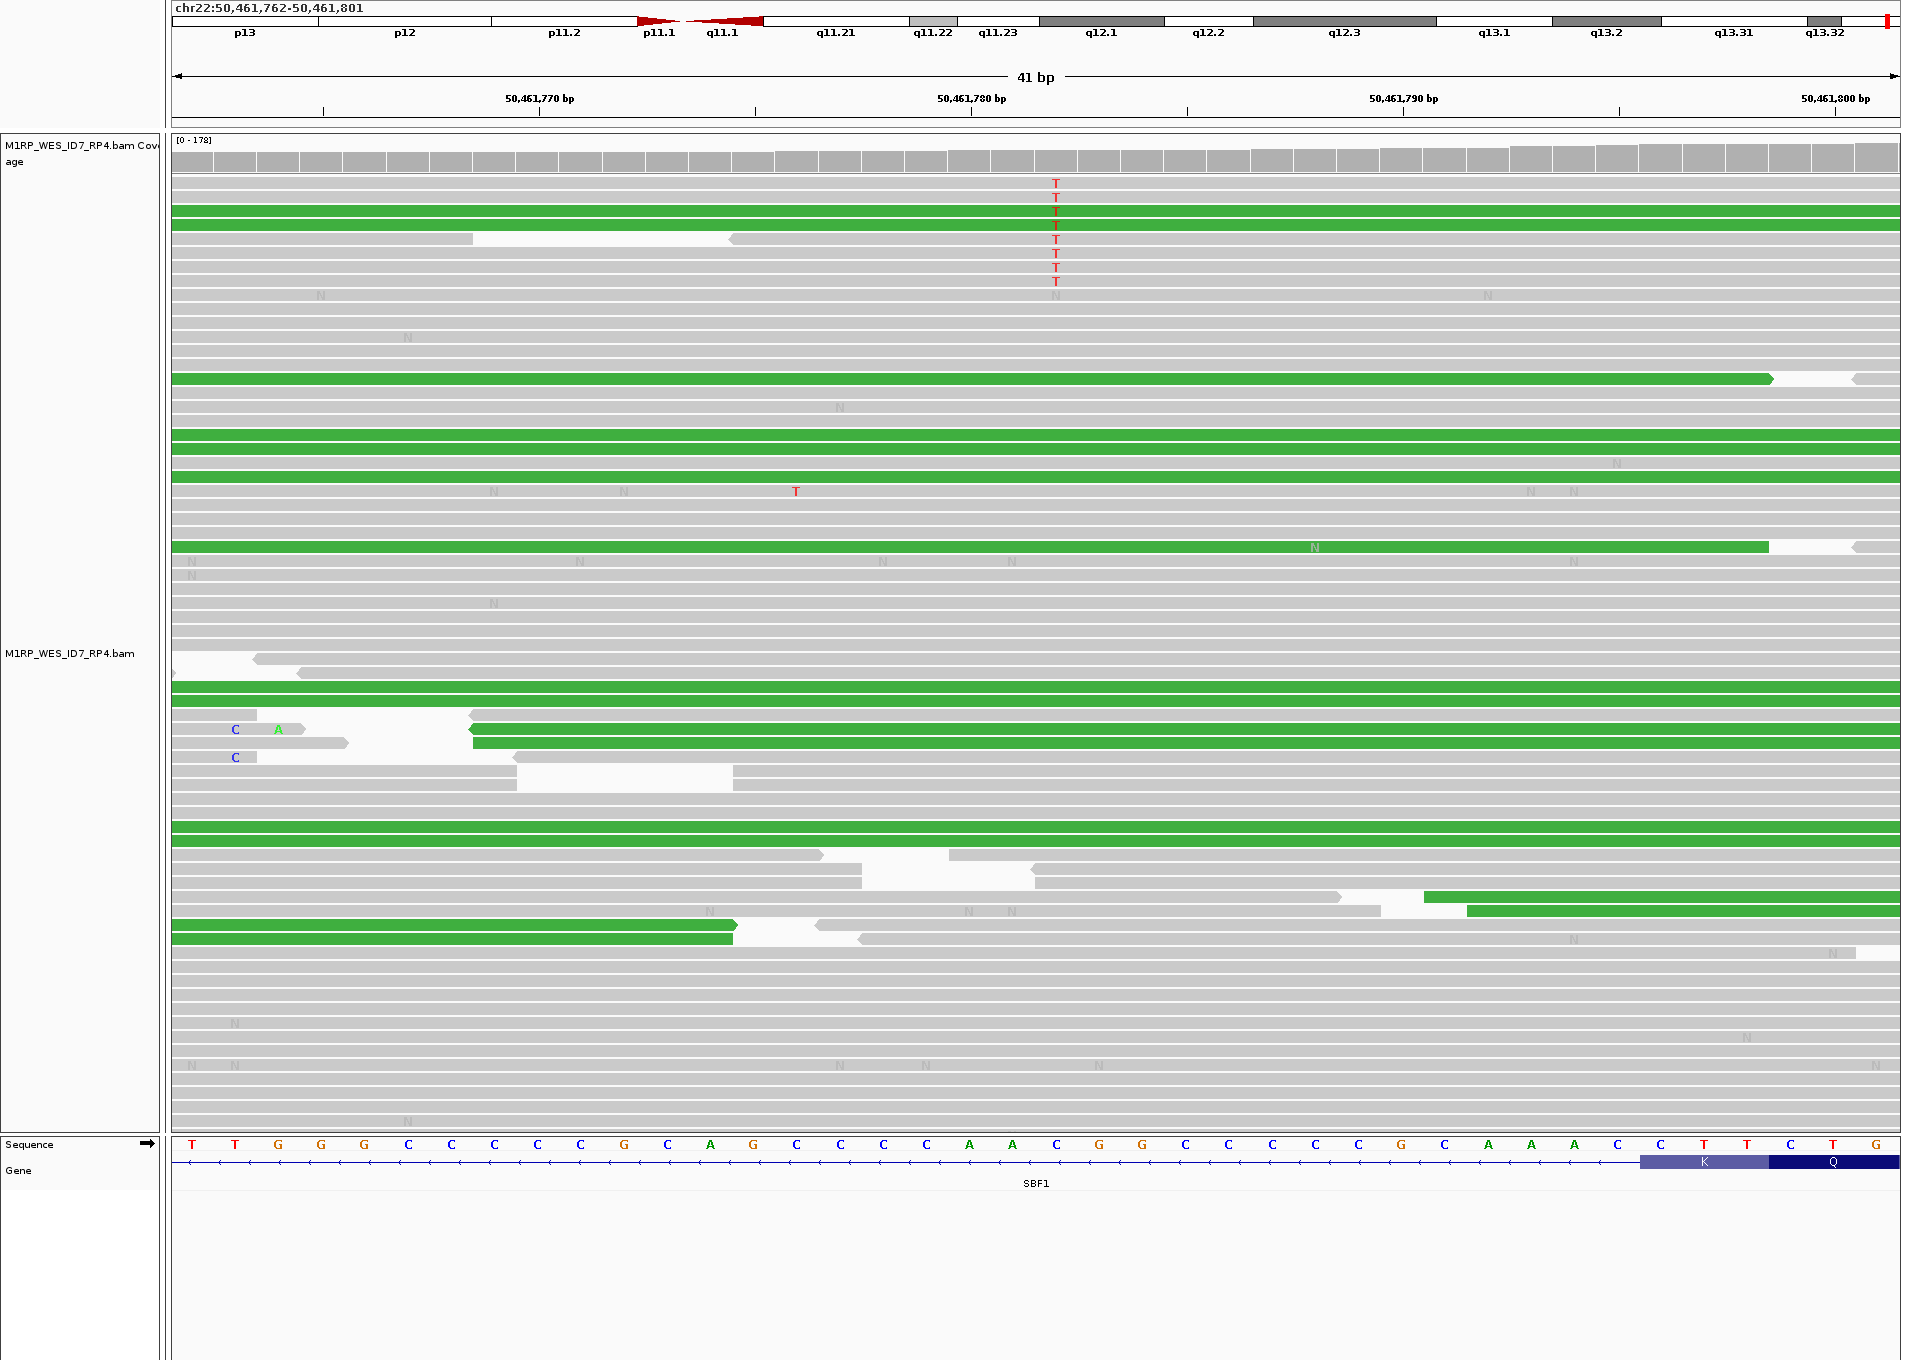 chr22:50,461,762-50,461,801
p13 p12 p11.2 p11.1 q11.1 q11.21 q11.22 q11.23 q12.1 q12.2 q12.3 q13.1 q13.2 q13.31 q13.32
41 bp
50,461,770 bp 50,461,780 bp 50,461,790 bp 50,461,800 bp
M1RP_WES_ID7_RP4.bam Cov
age
[0 - 178]
T
T
T
T
T
T
T
T
N N N
N
N
N
N N T N N
N
N N N N N
N
N
C A
C
N N N
N
N
N
N
N N N N N N
N
M1RP_WES_ID7_RP4.bam
Sequence T T G G G C C C C C G C A G C C C C A A C G G C C C C C G C A A A C C T T C T G
Gene K Q
SBF1